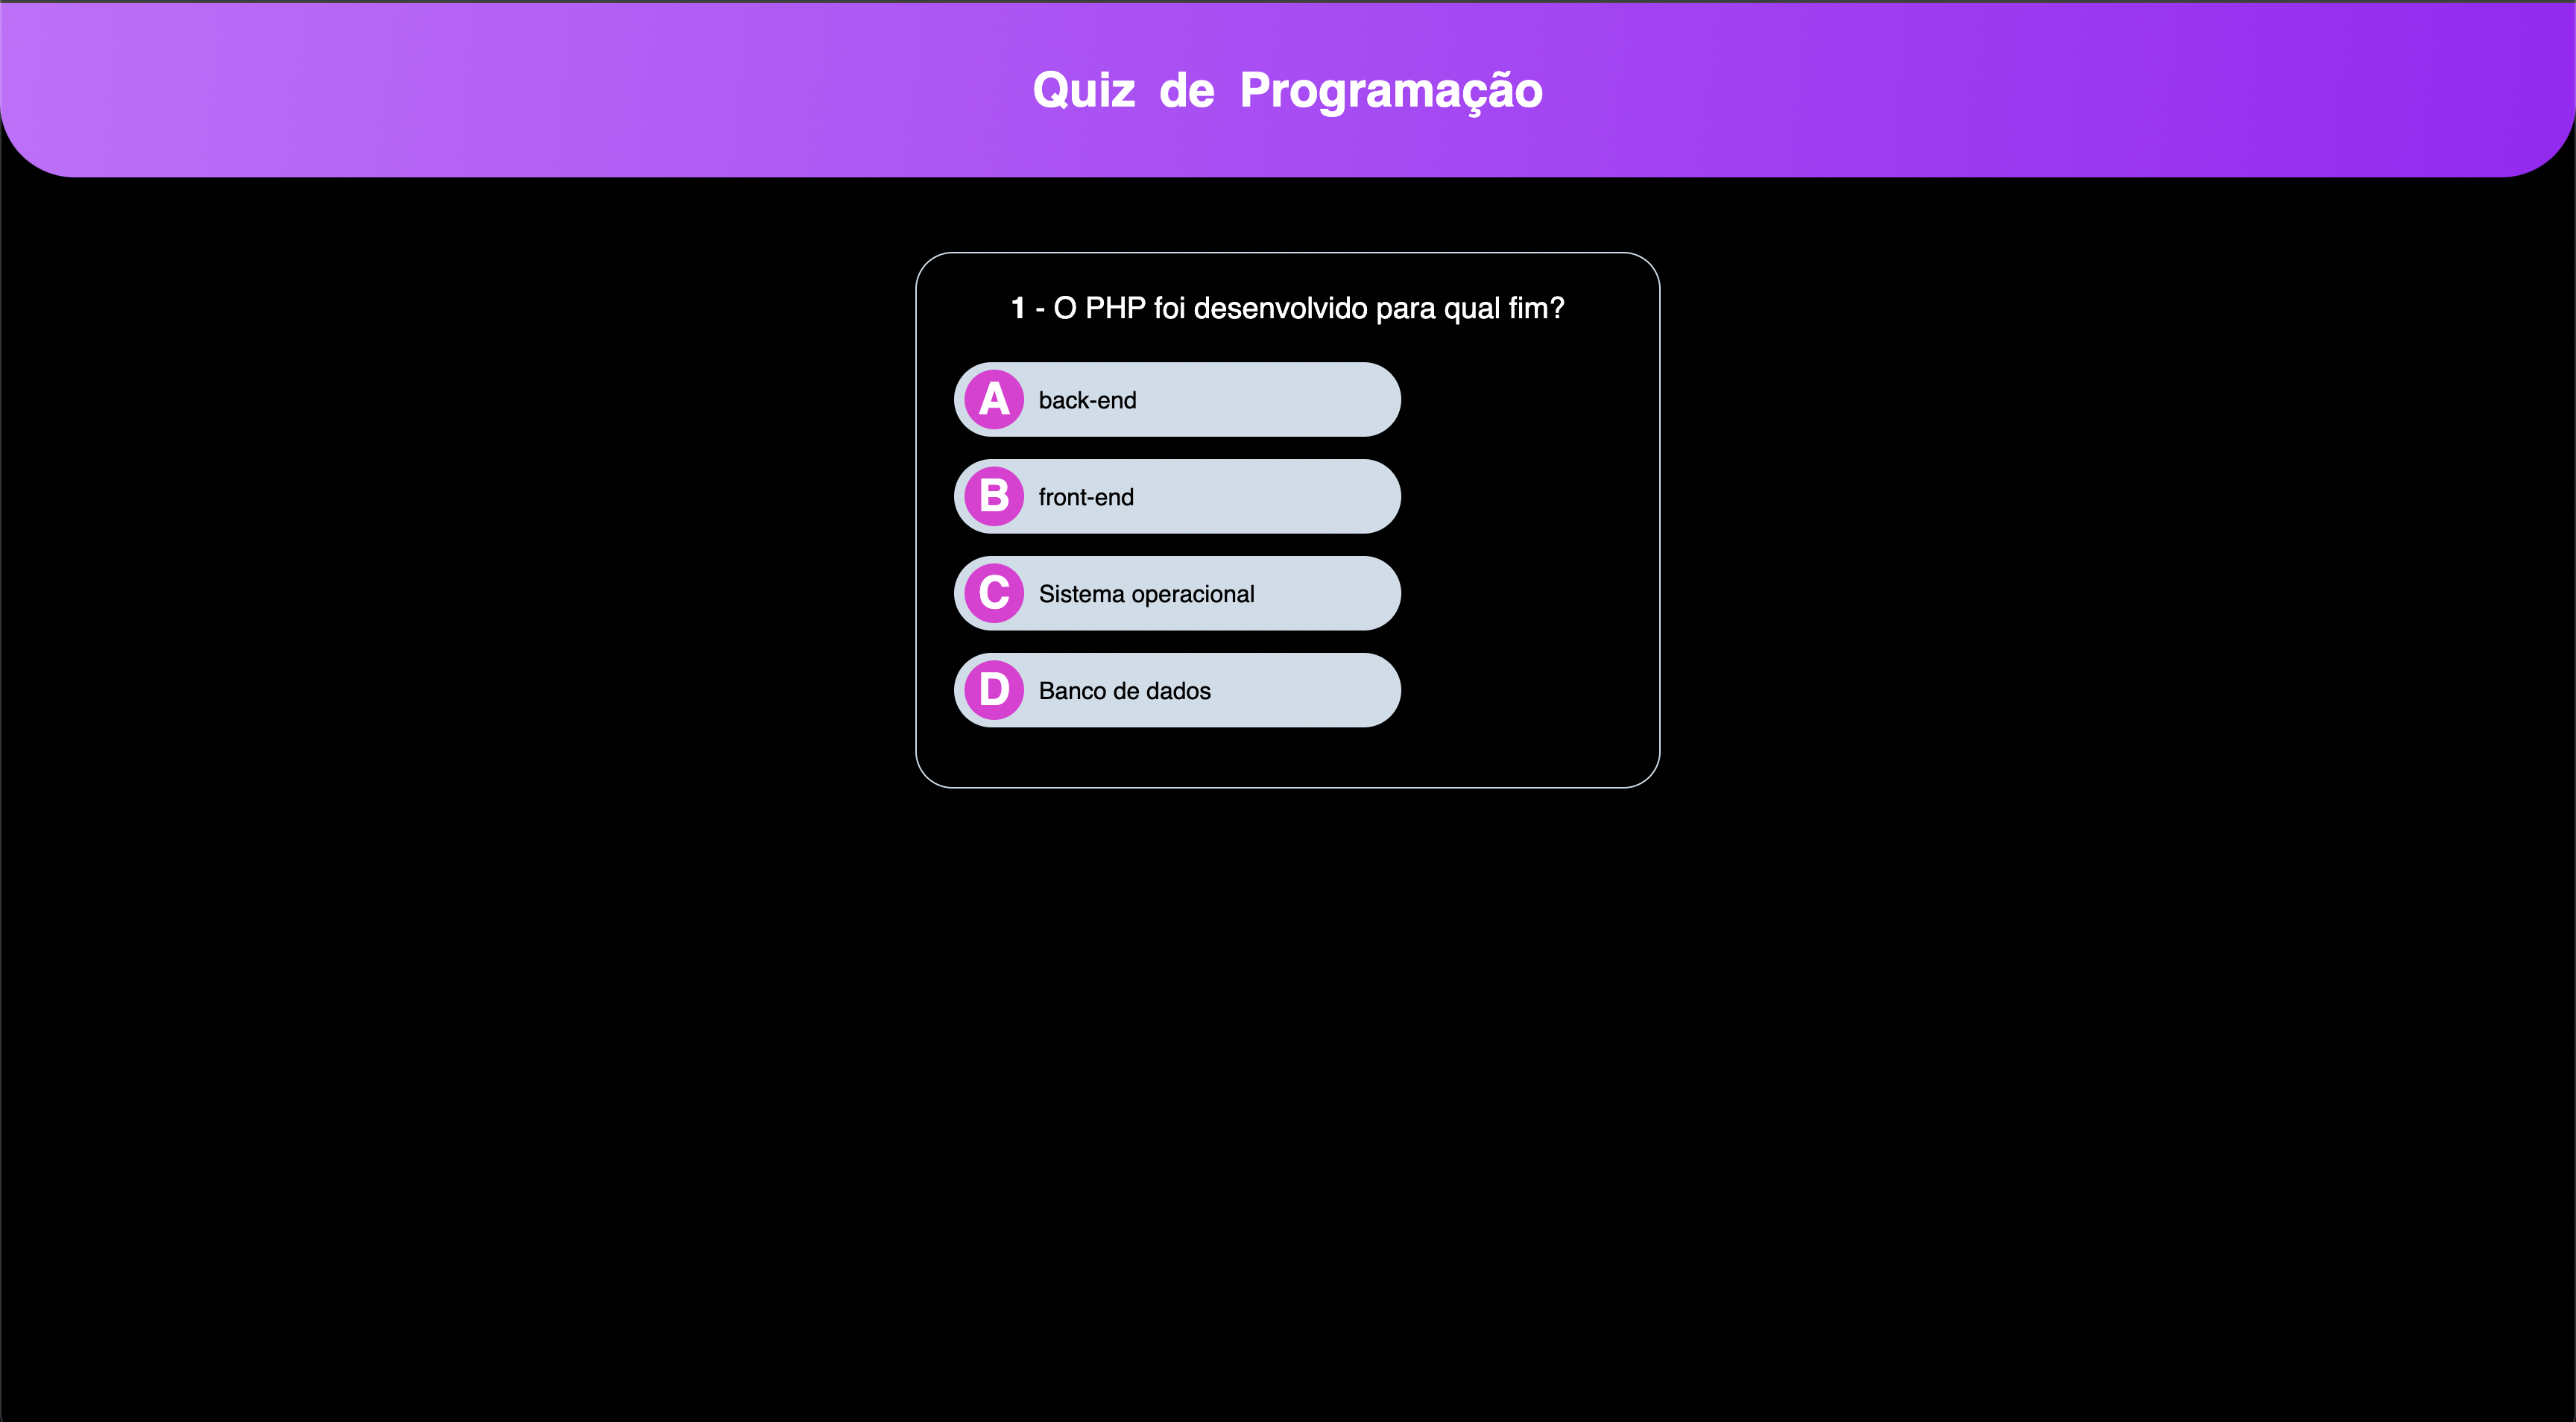 Quiz de Programação
1 - O PHP foi desenvolvido para qual fim?
A back-end
B front-end
C Sistema operacional
D Banco de dados